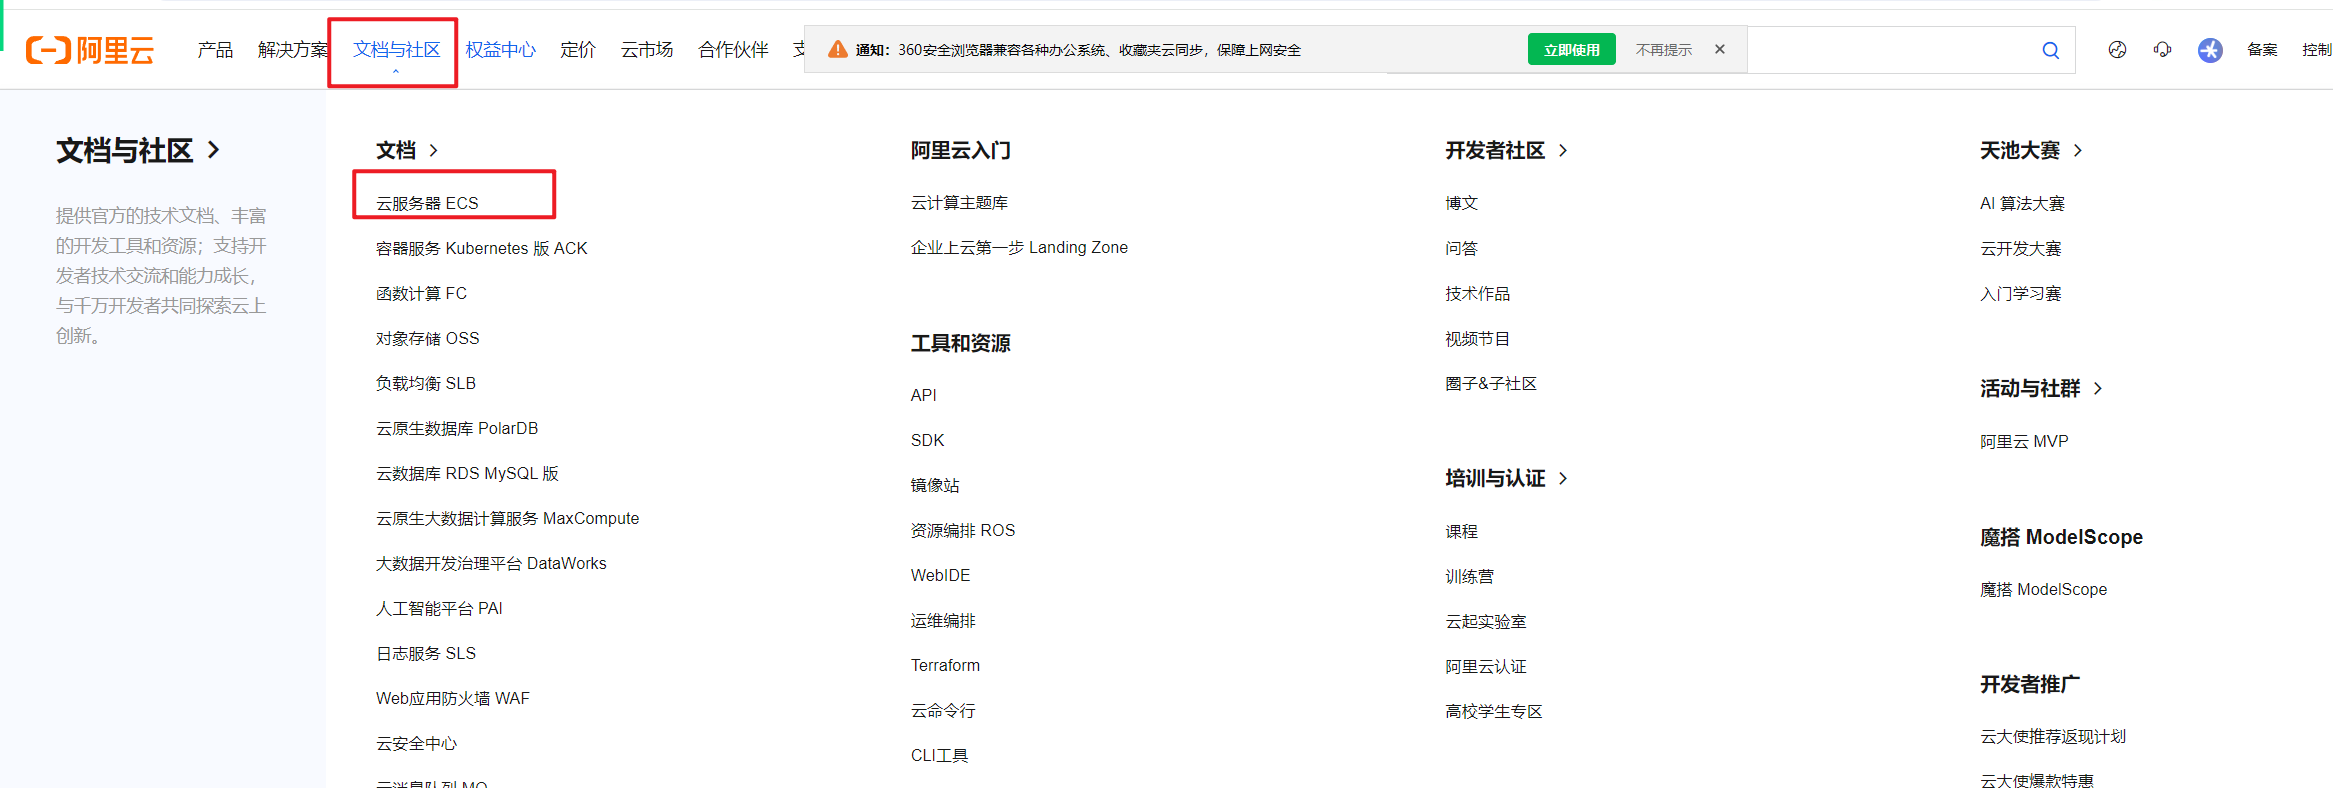 阿里云
产品
解决方案
文档与社区
权益中心
定价
云市场
合作伙伴
通知：360安全浏览器兼容各种办公系统、收藏夹云同步，保障上网安全
立即使用
不再提示
备案
控制
文档与社区
提供官方的技术文档、丰富
的开发工具和资源；支持开
发者技术交流和能力成长，
与千万开发者共同探索云上
创新。
文档
云服务器 ECS
容器服务 Kubernetes 版 ACK
函数计算 FC
对象存储 OSS
负载均衡 SLB
云原生数据库 PolarDB
云数据库 RDS MySQL 版
云原生大数据计算服务 MaxCompute
大数据开发治理平台 DataWorks
人工智能平台 PAI
日志服务 SLS
Web应用防火墙 WAF
云安全中心
云消息队列 MQ
阿里云入门
云计算主题库
企业上云第一步 Landing Zone
工具和资源
API
SDK
镜像站
资源编排 ROS
WebIDE
运维编排
Terraform
云命令行
CLI工具
开发者社区
博文
问答
技术作品
视频节目
圈子&子社区
培训与认证
课程
训练营
云起实验室
阿里云认证
高校学生专区
天池大赛
AI 算法大赛
云开发大赛
入门学习赛
活动与社群
阿里云 MVP
魔搭 ModelScope
魔搭 ModelScope
开发者推广
云大使推荐返现计划
云大使爆款特惠